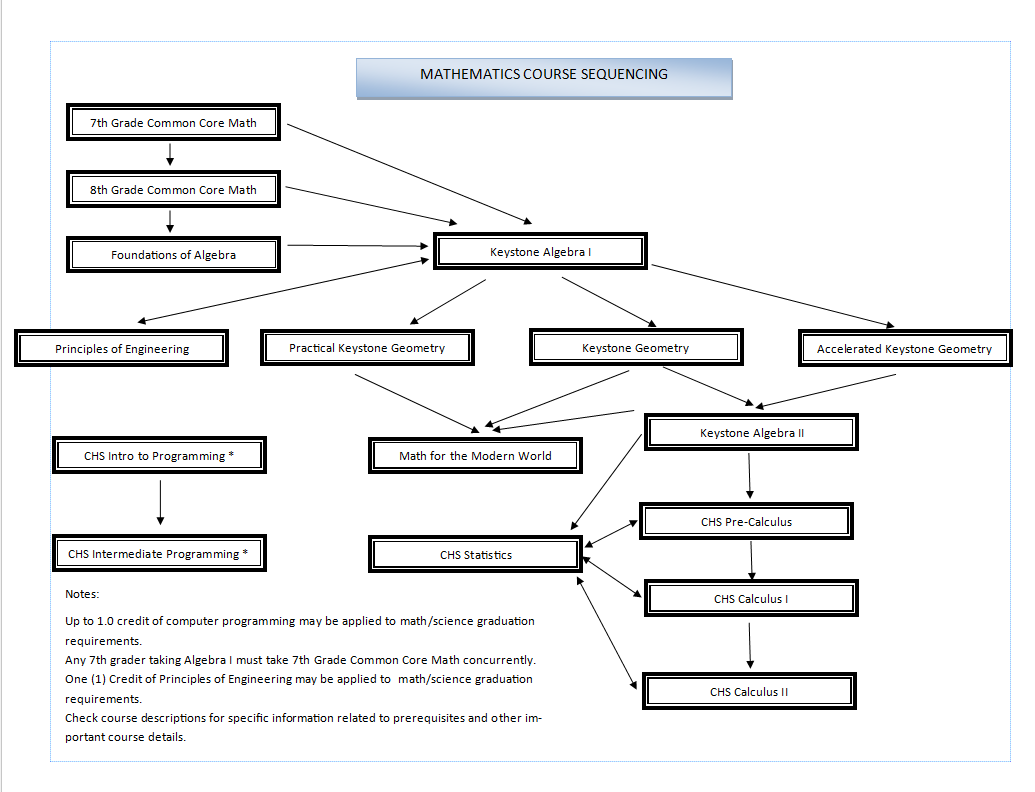 MATHEMATICS COURSE SEQUENCING
7th Grade Common Core Math
8th Grade Common Core Math
Foundations of Algebra
Keystone Algebra I
Principles of Engineering
Practical Keystone Geometry
Keystone Geometry
Accelerated Keystone Geometry
Keystone Algebra II
CHS Intro to Programming *
Math for the Modern World
CHS Pre-Calculus
CHS Intermediate Programming *
CHS Statistics
CHS Calculus I
CHS Calculus II
Notes:
Up to 1.0 credit of computer programming may be applied to math/science graduation
requirements.
Any 7th grader taking Algebra I must take 7th Grade Common Core Math concurrently.
One (1) Credit of Principles of Engineering may be applied to  math/science graduation
requirements.
Check course descriptions for specific information related to prerequisites and other im-
portant course details.